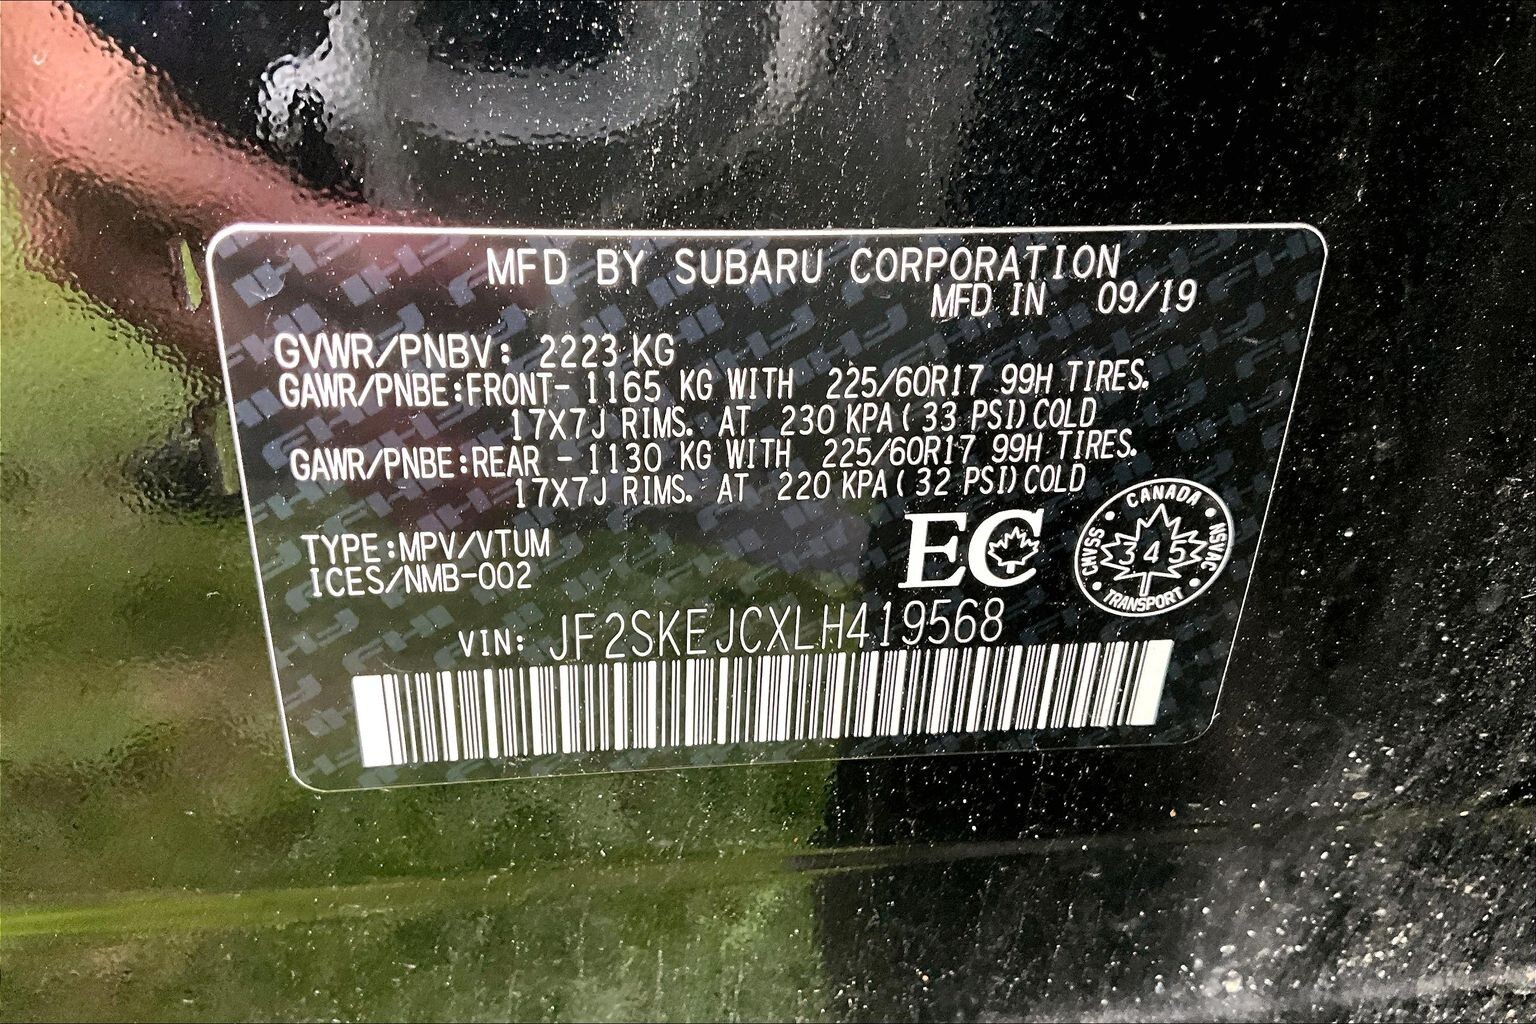 MFD BY SUBARU CORPORATION
MFD IN 09/19
GVWR/PNBV: 2223 KG
GAWR/PNBE:FRONT- 1165 KG WITH 225/60R17 99H TIRES.
17X7J RIMS. AT 230 KPA( 33 PSI)COLD
GAWR/PNBE:REAR - 1130 KG WITH 225/60R17 99H TIRES.
17X7J RIMS. AT 220 KPA( 32 PSI)COLD
TYPE:MPV/VTUM
ICES/NMB-002
EC
CANADA
CMVSS
NSVAC
345
TRANSPORT
VIN: JF2SKEJCXLH419568